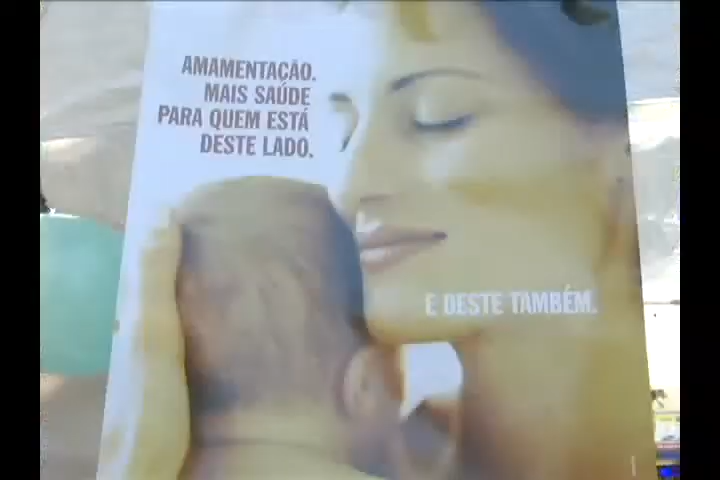 AMAMENTAÇÃO.
MAIS SAÚDE
PARA QUEM ESTÁ
DESTE LADO.
E DESTE TAMBÉM.